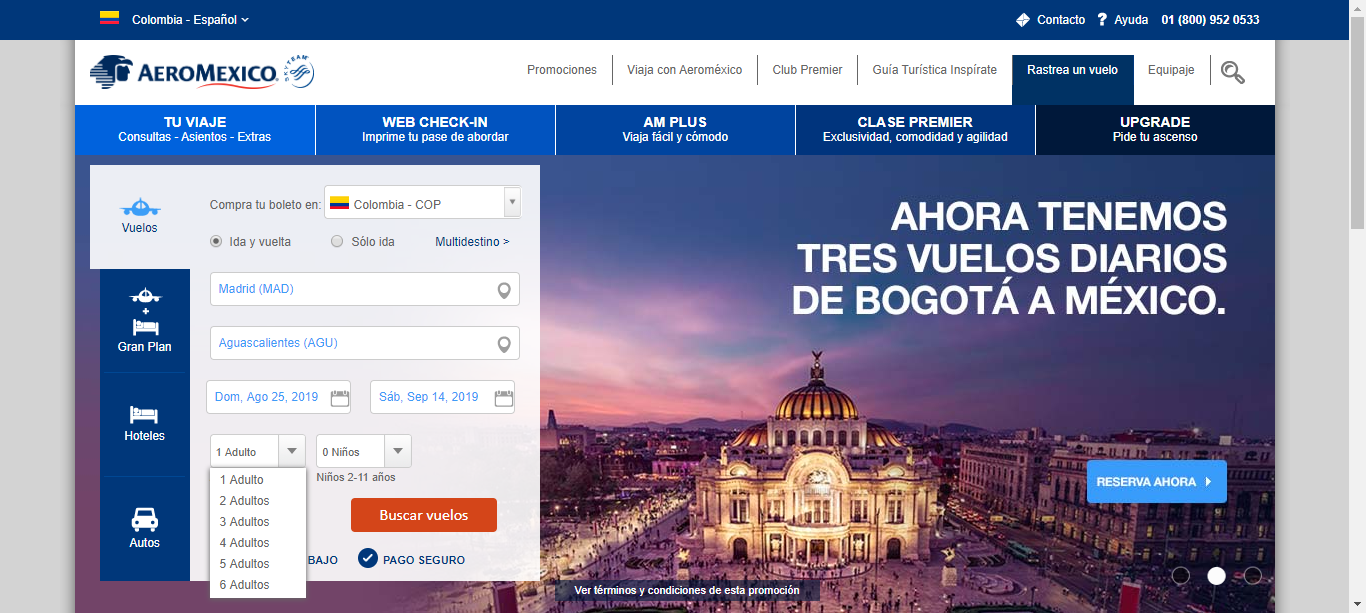 Colombia - Español
Contacto
Ayuda
01 (800) 952 0533
AEROMEXICO.
SKYTEAM
Promociones
Viaja con Aeroméxico
Club Premier
Guía Turística Inspírate
Rastrea un vuelo
Equipaje
TU VIAJE
Consultas - Asientos - Extras
WEB CHECK-IN
Imprime tu pase de abordar
AM PLUS
Viaja fácil y cómodo
CLASE PREMIER
Exclusividad, comodidad y agilidad
UPGRADE
Pide tu ascenso
Vuelos
+
Gran Plan
Hoteles
Autos
Compra tu boleto en:
Colombia - COP
Ida y vuelta
Sólo ida
Multidestino >
Madrid (MAD)
Aguascalientes (AGU)
Dom, Ago 25, 2019
Sáb, Sep 14, 2019
1 Adulto
0 Niños
Niños 2-11 años
1 Adulto
2 Adultos
3 Adultos
4 Adultos
5 Adultos
6 Adultos
Buscar vuelos
BAJO
PAGO SEGURO
AHORA TENEMOS
TRES VUELOS DIARIOS
DE BOGOTÁ A MÉXICO.
RESERVA AHORA
Ver términos y condiciones de esta promoción